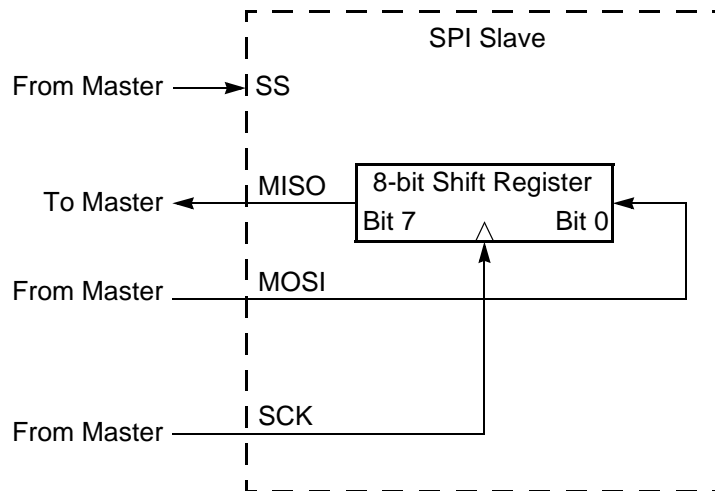 SPI Slave
From Master
SS
To Master
MISO
8-bit Shift Register
Bit 7
Bit 0
From Master
MOSI
From Master
SCK